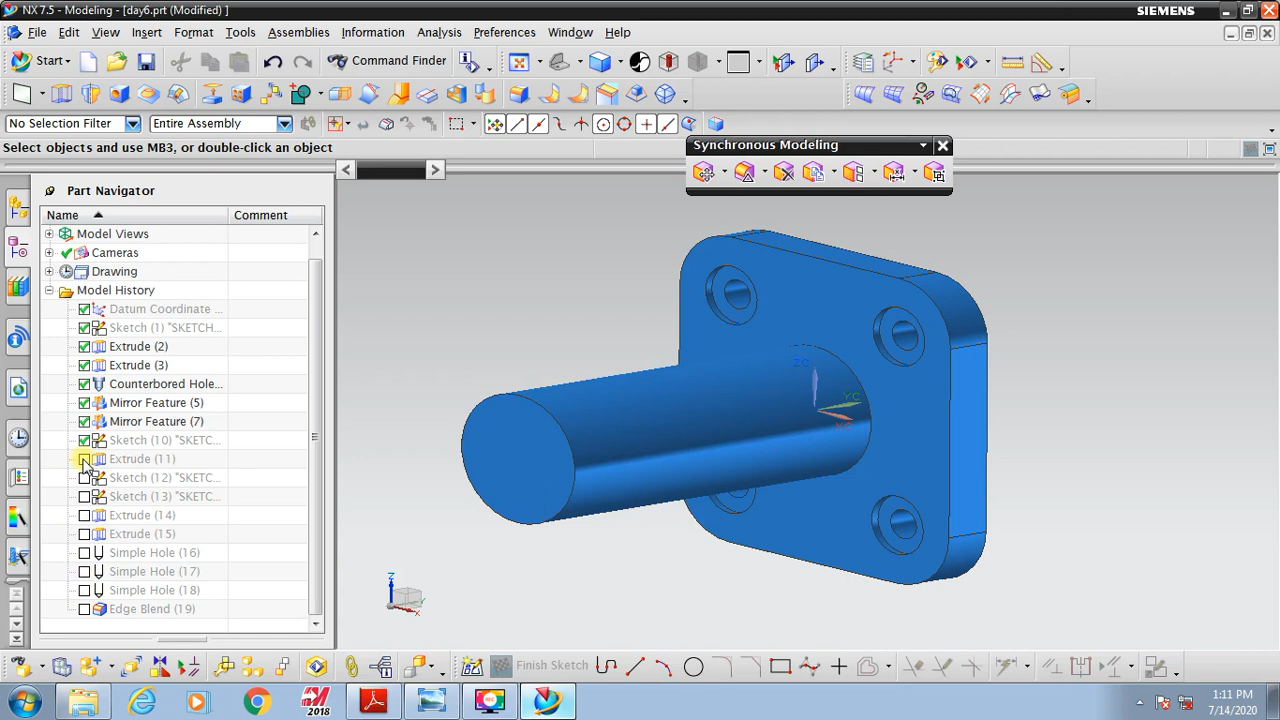 NX 7.5 - Modeling - [day6.prt (Modified) ]
SIEMENS
File Edit View Insert Format Tools Assemblies Information Analysis Preferences Window Help
Start
Command Finder
No Selection Filter
Entire Assembly
Select objects and use MB3, or double-click an object
Synchronous Modeling
Part Navigator
Name
Comment
Model Views
Cameras
Drawing
Model History
Datum Coordinate ...
Sketch (1) "SKETCH...
Extrude (2)
Extrude (3)
Counterbored Hole...
Mirror Feature (5)
Mirror Feature (7)
Sketch (10) "SKETC...
Extrude (11)
Sketch (12) "SKETC...
Sketch (13) "SKETC...
Extrude (14)
Extrude (15)
Simple Hole (16)
Simple Hole (17)
Simple Hole (18)
Edge Blend (19)
ZC
YC
Z
Y
X
Finish Sketch
2018
1:11 PM
7/14/2020